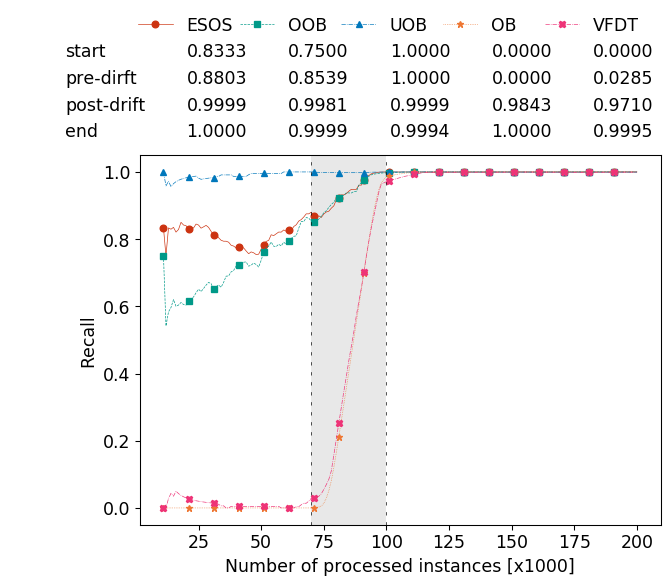 ESOS OOB UOB OB VFDT
start 0.8333 0.7500 1.0000 0.0000 0.0000
pre-dirft 0.8803 0.8539 1.0000 0.0000 0.0285
post-drift 0.9999 0.9981 0.9999 0.9843 0.9710
end 1.0000 0.9999 0.9994 1.0000 0.9995
1.0
0.8
0.6
0.4
0.2
0.0
Recall
25 50 75 100 125 150 175 200
Number of processed instances [x1000]